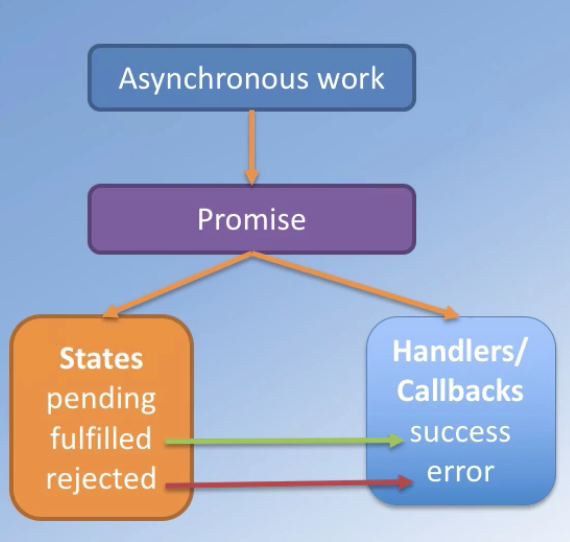 Asynchronous work
Promise
States
pending
fulfilled
rejected
Handlers/
Callbacks
success
error